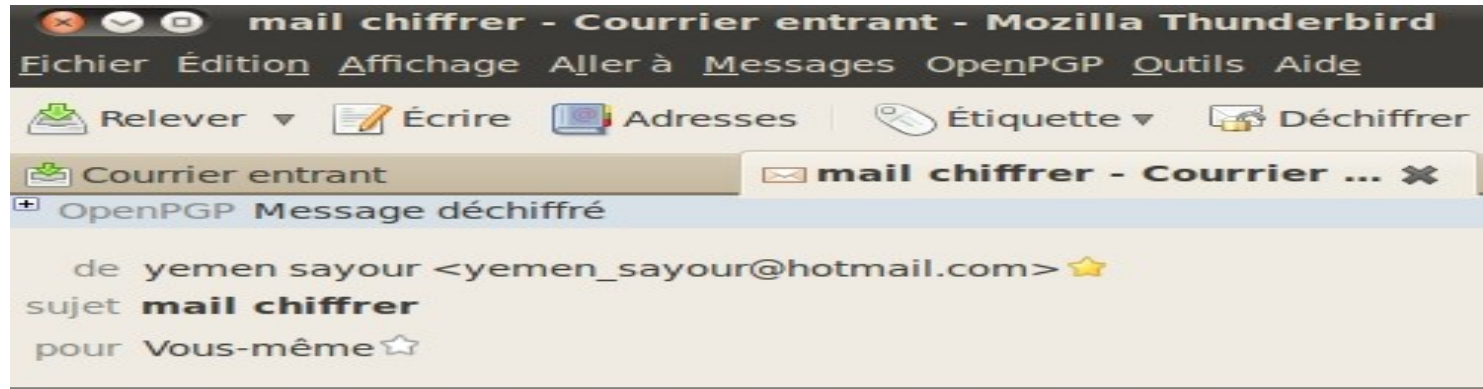 mail chiffrer - Courrier entrant - Mozilla Thunderbird
Fichier Édition Affichage Aller à Messages OpenPGP Outils Aide
Relever Écrire Adresses Étiquette Déchiffrer
Courrier entrant mail chiffrer - Courrier ...
OpenPGP Message déchiffré
de yemen sayour <yemen_sayour@hotmail.com>
sujet mail chiffrer
pour Vous-même